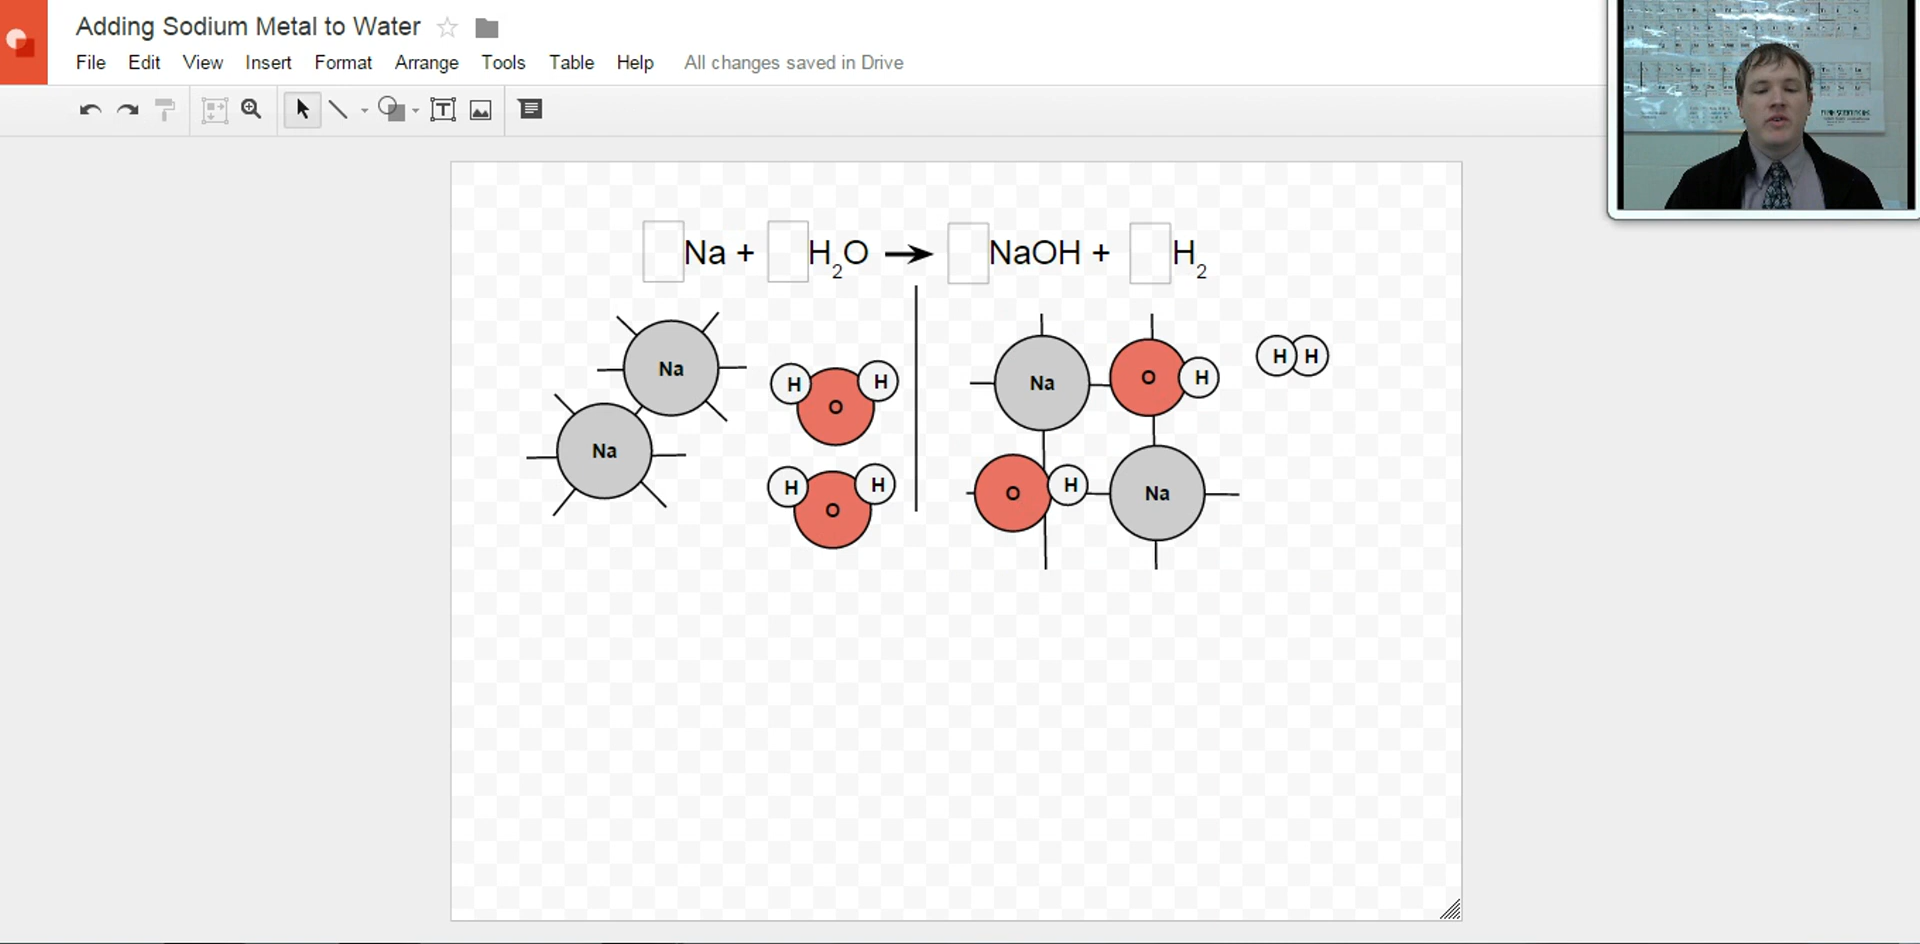 Adding Sodium Metal to Water
File Edit View Insert Format Arrange Tools Table Help All changes saved in Drive
Na + H2O → NaOH + H2
Na
H O H
Na
H O H
Na
O H
H H
O H
Na